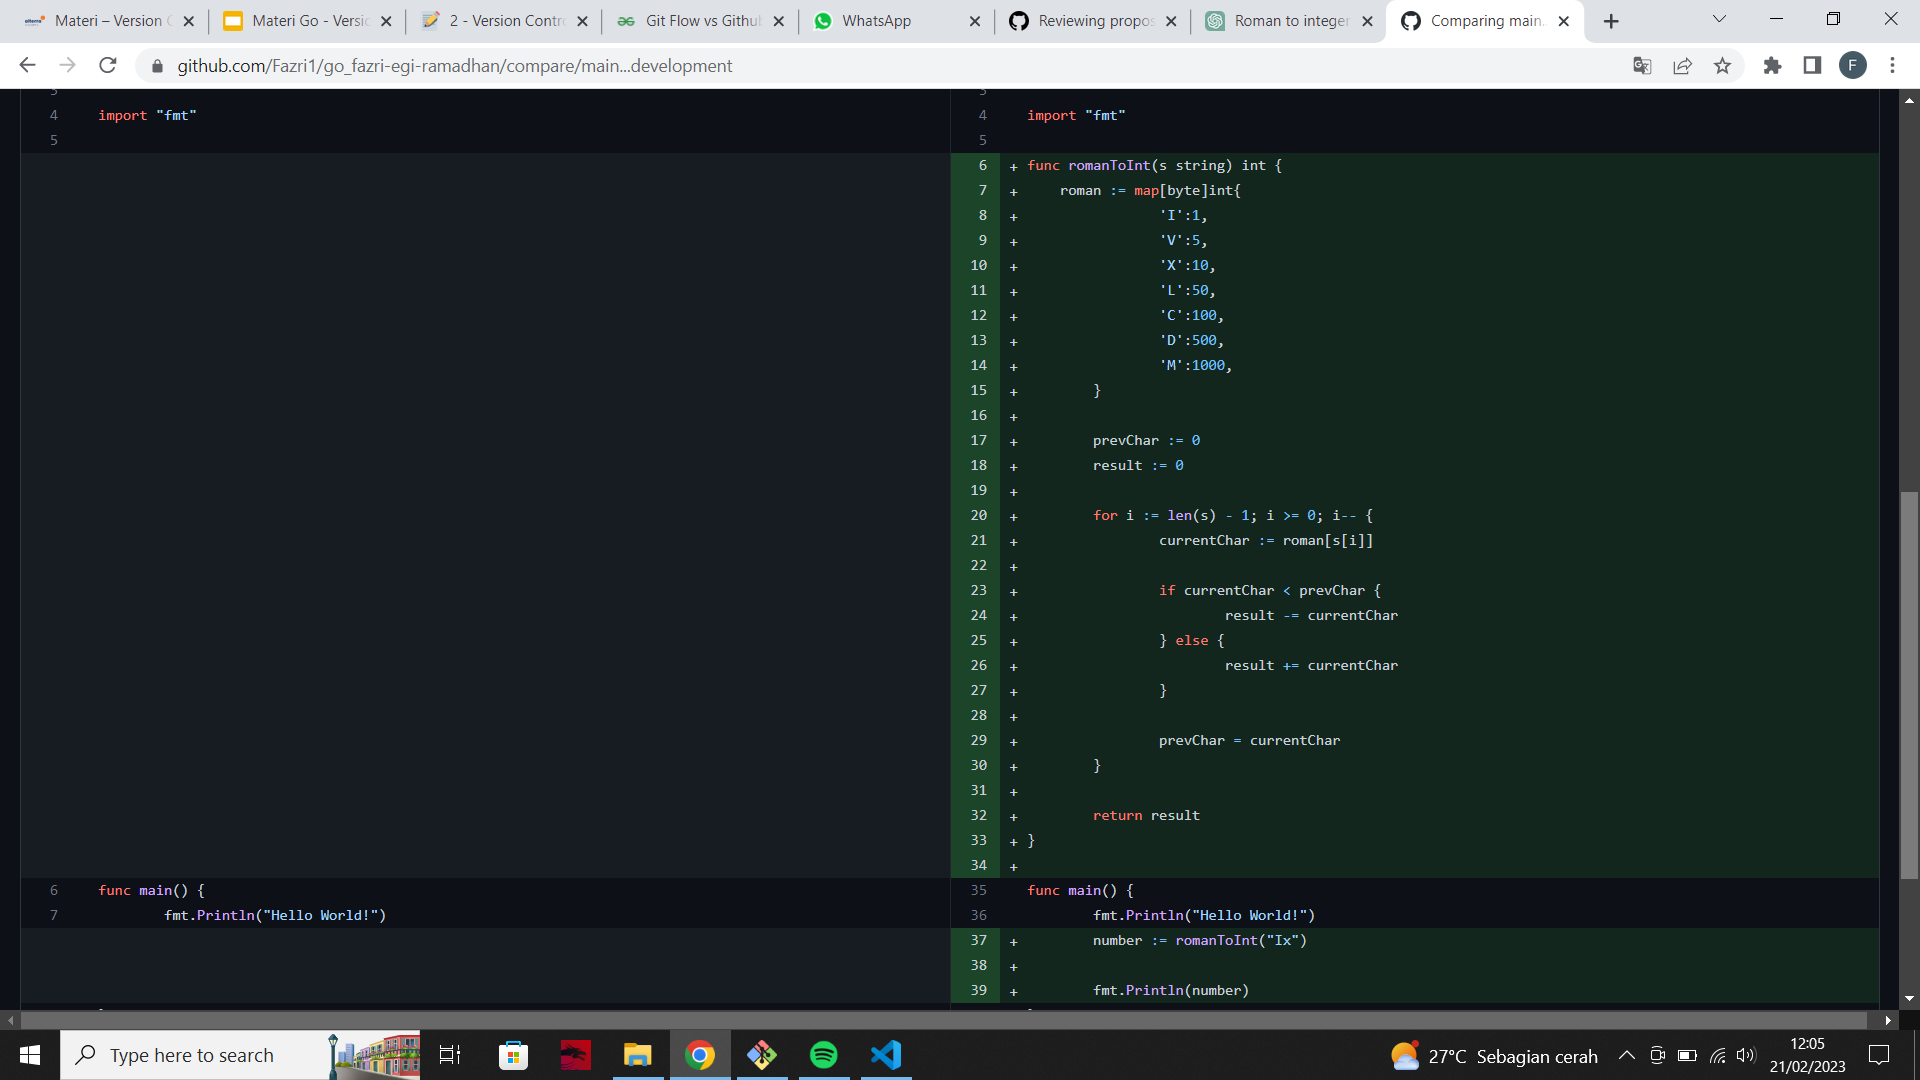 Materi – Version C
Materi Go - Versio
2 - Version Contro
Git Flow vs Github
WhatsApp
Reviewing propos
Roman to integer
Comparing main..
github.com/Fazri1/go_fazri-egi-ramadhan/compare/main...development
F
3
4 import "fmt"
5
6 func main() {
7 fmt.Println("Hello World!")
3
4 import "fmt"
5
6 + func romanToInt(s string) int {
7 + roman := map[byte]int{
8 + 'I':1,
9 + 'V':5,
10 + 'X':10,
11 + 'L':50,
12 + 'C':100,
13 + 'D':500,
14 + 'M':1000,
15 + }
16 +
17 + prevChar := 0
18 + result := 0
19 +
20 + for i := len(s) - 1; i >= 0; i-- {
21 + currentChar := roman[s[i]]
22 +
23 + if currentChar < prevChar {
24 + result -= currentChar
25 + } else {
26 + result += currentChar
27 + }
28 +
29 + prevChar = currentChar
30 + }
31 +
32 + return result
33 + }
34 +
35 func main() {
36 fmt.Println("Hello World!")
37 + number := romanToInt("Ix")
38 +
39 + fmt.Println(number)
Type here to search
27°C Sebagian cerah
12:05
21/02/2023